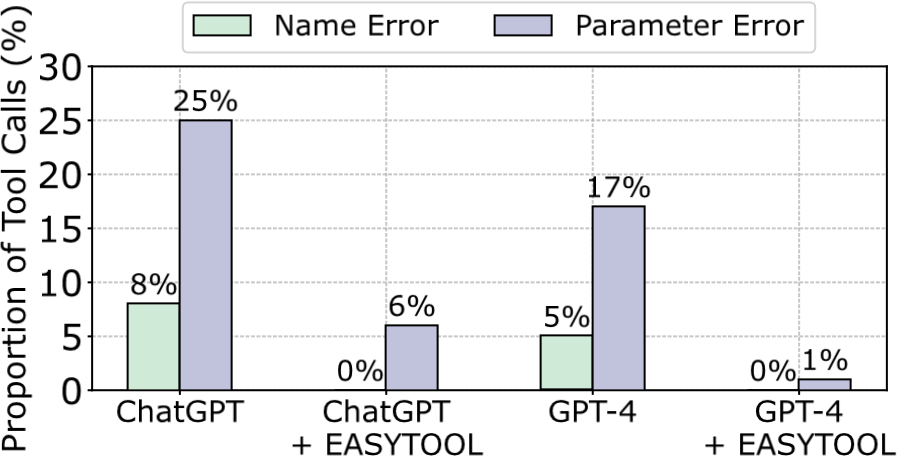 Name Error
Parameter Error
Proportion of Tool Calls (%)
30
25
20
15
10
5
0
8%
25%
0%
6%
5%
17%
0%
1%
ChatGPT
ChatGPT
+ EASYTOOL
GPT-4
GPT-4
+ EASYTOOL